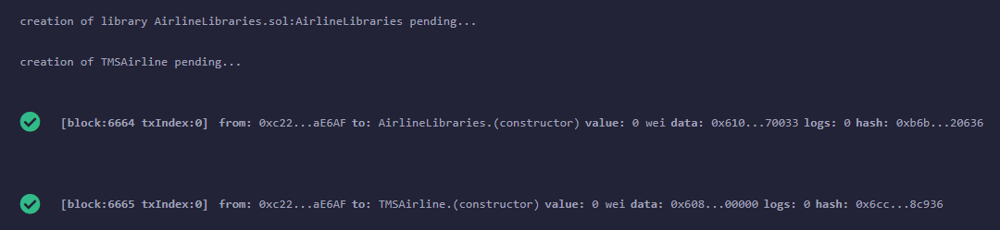 creation of library AirlineLibraries.sol:AirlineLibraries pending...
creation of TMSAirline pending...
[block:6664 txIndex:0] from: 0xc22...aE6AF to: AirlineLibraries.(constructor) value: 0 wei data: 0x610...70033 logs: 0 hash: 0xb6b...20636
[block:6665 txIndex:0] from: 0xc22...aE6AF to: TMSAirline.(constructor) value: 0 wei data: 0x608...00000 logs: 0 hash: 0x6cc...8c936